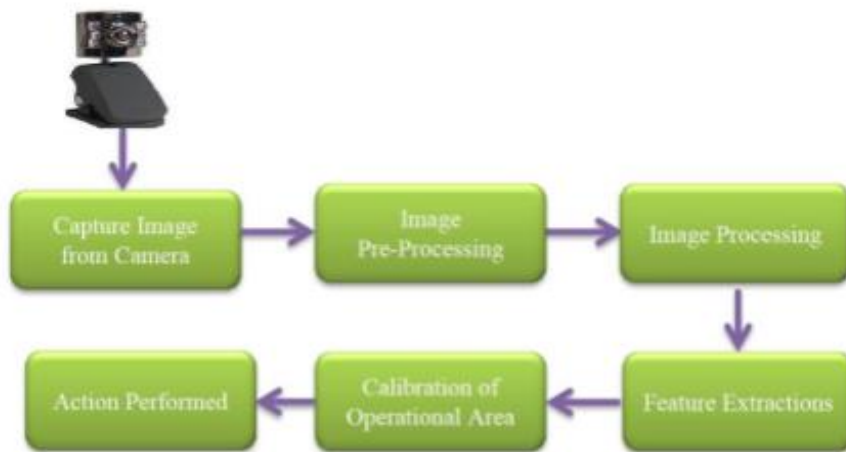 Capture Image
from Camera
Image
Pre-Processing
Image Processing
Feature Extractions
Calibration of
Operational Area
Action Performed